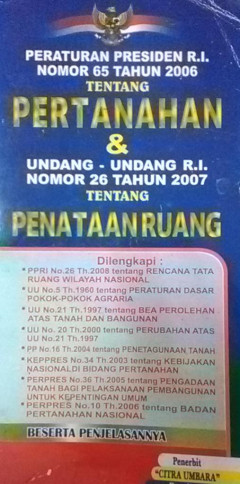 PERATURAN PRESIDEN R.I.
NOMOR 65 TAHUN 2006
TENTANG
PERTANAHAN
&
UNDANG - UNDANG R.I.
NOMOR 26 TAHUN 2007
TENTANG
PENATAAN RUANG
Dilengkapi :
* PPRI No.26 Th.2008 tentang RENCANA TATA
RUANG WILAYAH NASIONAL
* UU No.5 Th.1960 tentang PERATURAN DASAR
POKOK-POKOK AGRARIA
* UU No.21 Th.1997 tentang BEA PEROLEHAN
ATAS TANAH DAN BANGUNAN
* UU No. 20 Th.2000 tentang PERUBAHAN ATAS
UU No.21 Th.1997
* PP No.16 Th.2004 tentang PENETAGUNAAN TANAH
* KEPPRES No.34 Th 2003 tentang KEBIJAKAN
NASIONALDI BIDANG PERTANAHAN
* PERPRES No.36 Th.2005 tentang PENGADAAN
TANAH BAGI PELAKSANAAN PEMBANGUNAN
UNTUK KEPENTINGAN UMUM
* PERPRES No.10 Th.2006 tentang BADAN
PERTANAHAN NASIONAL
BESERTA PENJELASANNYA
Penerbit
"CITRA UMBARA"